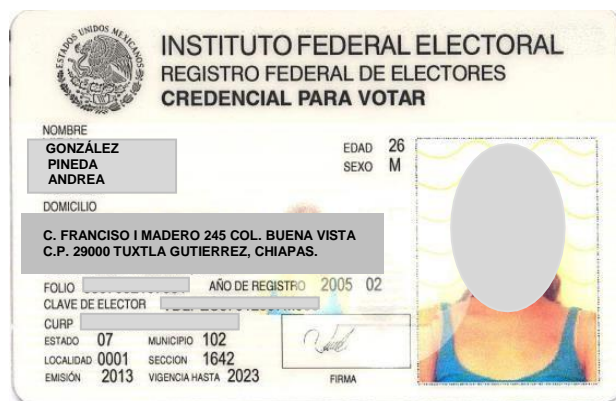 ESTADOS UNIDOS MEXICANOS
INSTITUTO FEDERAL ELECTORAL
REGISTRO FEDERAL DE ELECTORES
CREDENCIAL PARA VOTAR
NOMBRE
GONZÁLEZ
PINEDA
ANDREA
EDAD 26
SEXO M
DOMICILIO
C. FRANCISO I MADERO 245 COL. BUENA VISTA
C.P. 29000 TUXTLA GUTIERREZ, CHIAPAS.
FOLIO AÑO DE REGISTRO 2005 02
CLAVE DE ELECTOR
CURP
ESTADO 07 MUNICIPIO 102
LOCALIDAD 0001 SECCION 1642
EMISIÓN 2013 VIGENCIA HASTA 2023
FIRMA